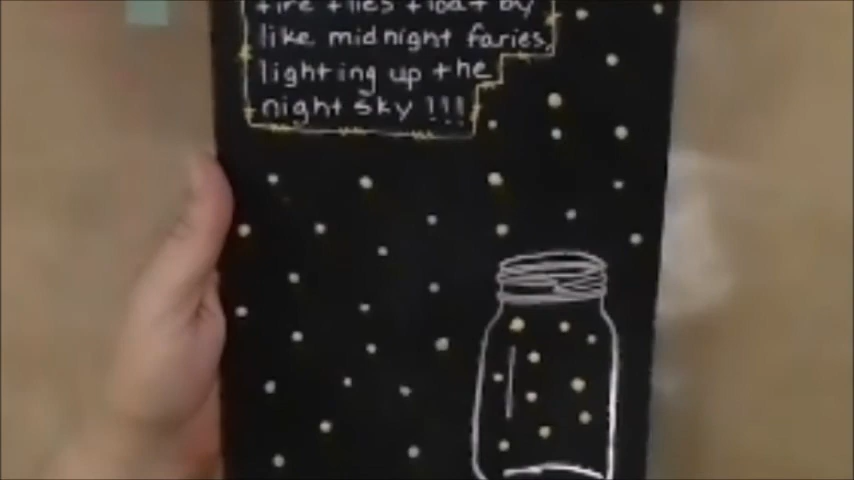 fire flies float by
like midnight faries,
lighting up the
night sky !!!